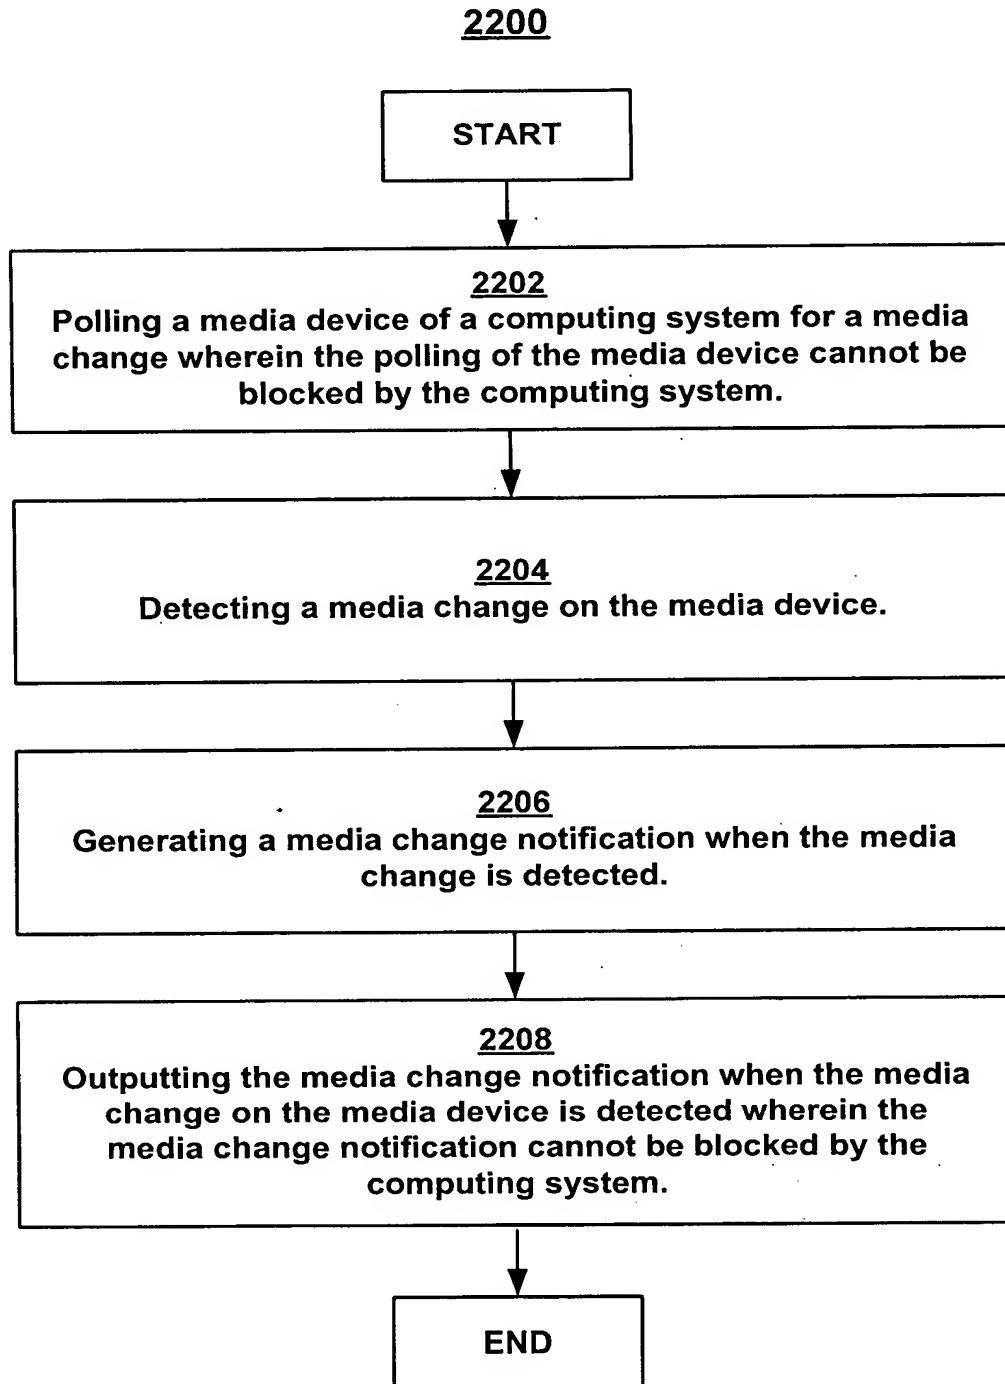 2200
START
2202
Polling a media device of a computing system for a media
change wherein the polling of the media device cannot be
blocked by the computing system.
2204
Detecting a media change on the media device.
2206
Generating a media change notification when the media
change is detected.
2208
Outputting the media change notification when the media
change on the media device is detected wherein the
media change notification cannot be blocked by the
computing system.
END